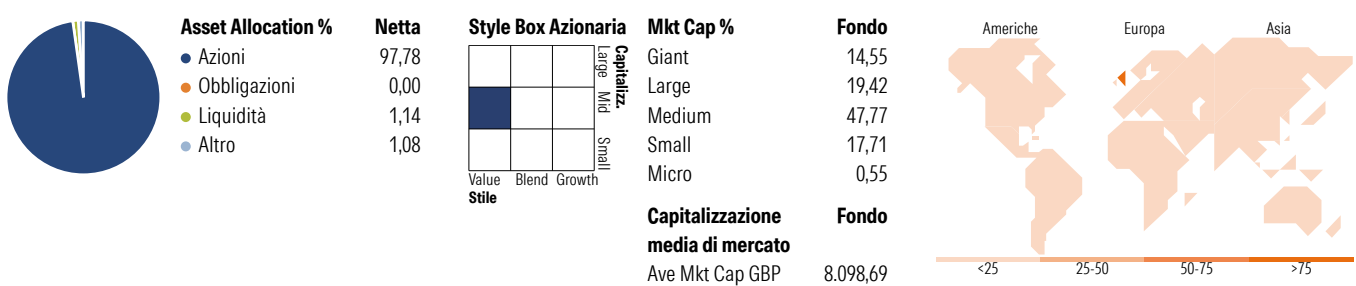 Asset Allocation % Netta
Azioni 97,78
Obbligazioni 0,00
Liquidità 1,14
Altro 1,08
Style Box Azionaria
Capitalizz.
Large Mid Small
Value Blend Growth
Stile
Mkt Cap % Fondo
Giant 14,55
Large 19,42
Medium 47,77
Small 17,71
Micro 0,55
Capitalizzazione Fondo
media di mercato
Ave Mkt Cap GBP 8.098,69
Americhe Europa Asia
<25 25-50 50-75 >75